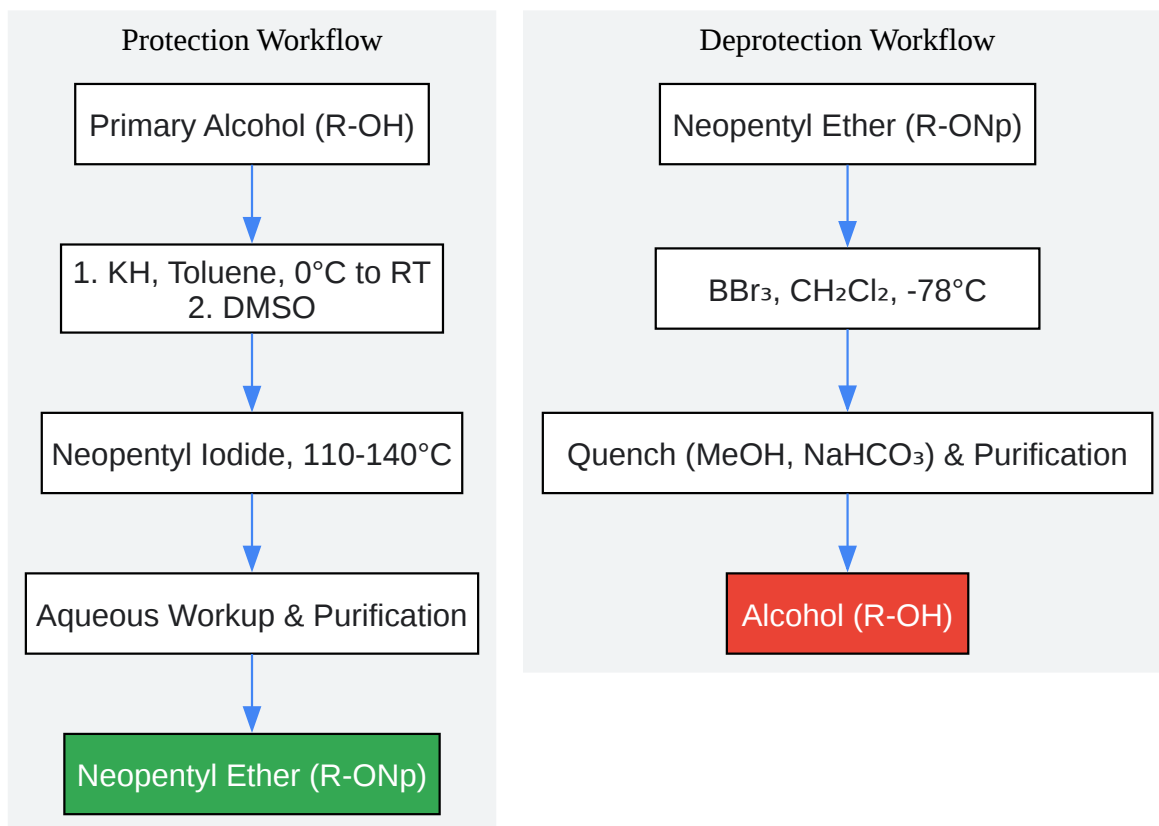 Protection Workflow
Primary Alcohol (R-OH)
1. KH, Toluene, 0°C to RT
2. DMSO
Neopentyl Iodide, 110-140°C
Aqueous Workup & Purification
Neopentyl Ether (R-ONp)
Deprotection Workflow
Neopentyl Ether (R-ONp)
BBr₃, CH₂Cl₂, -78°C
Quench (MeOH, NaHCO₃) & Purification
Alcohol (R-OH)